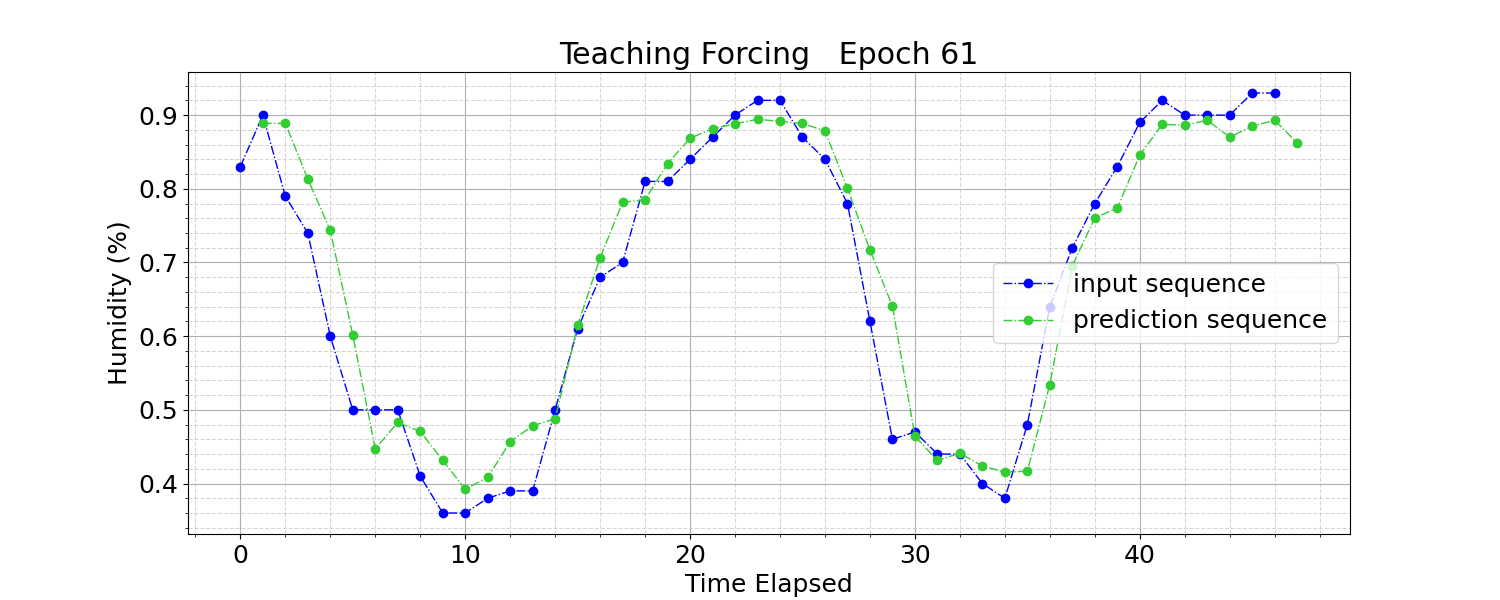 Teaching Forcing   Epoch 61
0.9
0.8
0.7
0.6
0.5
0.4
Humidity (%)
input sequence
prediction sequence
0 10 20 30 40
Time Elapsed